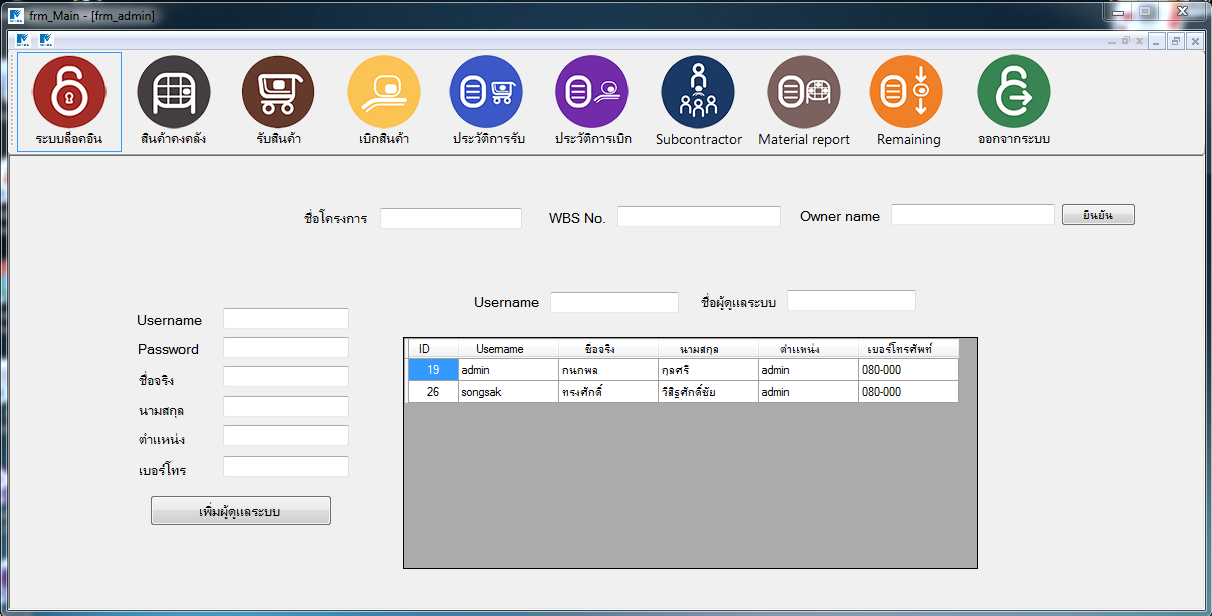 frm_Main - [frm_admin]
ระบบล็อคอิน สินค้าคงคลัง รับสินค้า เบิกสินค้า ประวัติการรับ ประวัติการเบิก Subcontractor Material report Remaining ออกจากระบบ
ชื่อโครงการ WBS No. Owner name ยืนยัน
Username ชื่อผู้ดูแลระบบ
Username
Password
ชื่อจริง
นามสกุล
ตำแหน่ง
เบอร์โทร
เพิ่มผู้ดูแลระบบ
ID Username ชื่อจริง นามสกุล ตำแหน่ง เบอร์โทรศัพท์
19 admin กนกพล กุลศรี admin 080-000
26 songsak ทรงศักดิ์ วิสิฐศักดิ์ชัย admin 080-000